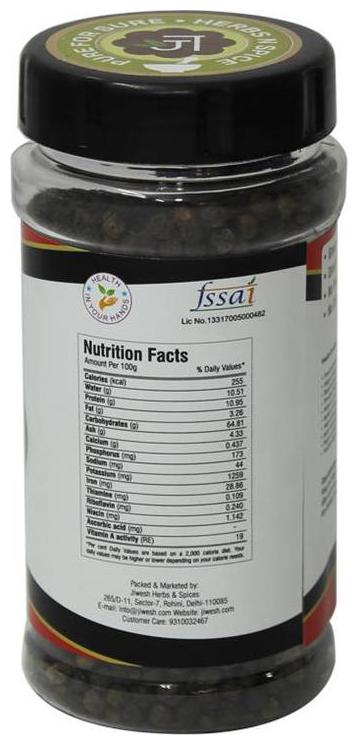 PURE FOR SURE • HERBS N SPICE
जी
HEALTH
IN YOUR HANDS
fssai
Lic No.13317005000482
Nutrition Facts
Amount Per 100g
% Daily Values*
Calories (kcal) 255
Water (g) 10.51
Protein (g) 10.95
Fat (g) 3.26
Carbohydrates (g) 64.81
Ash (g) 4.33
Calcium (g) 0.437
Phosphorus (mg) 173
Sodium (mg) 44
Potassium (mg) 1259
Iron (mg) 28.86
Thiamine (mg) 0.109
Riboflavin (mg) 0.240
Niacin (mg) 1.142
Ascorbic acid (mg) -
Vitamin A activity (RE) 19
*Per cent Daily Values are based on a 2,000 calorie diet. Your
daily values may be higher or lower depending on your calorie needs.
Packed & Marketed by:
Jiwesh Herbs & Spices
265/D-11, Sector-7, Rohini, Delhi-110085
E-mail: info@jiwesh.com Website: jiwesh.com
Customer Care: 9310032467